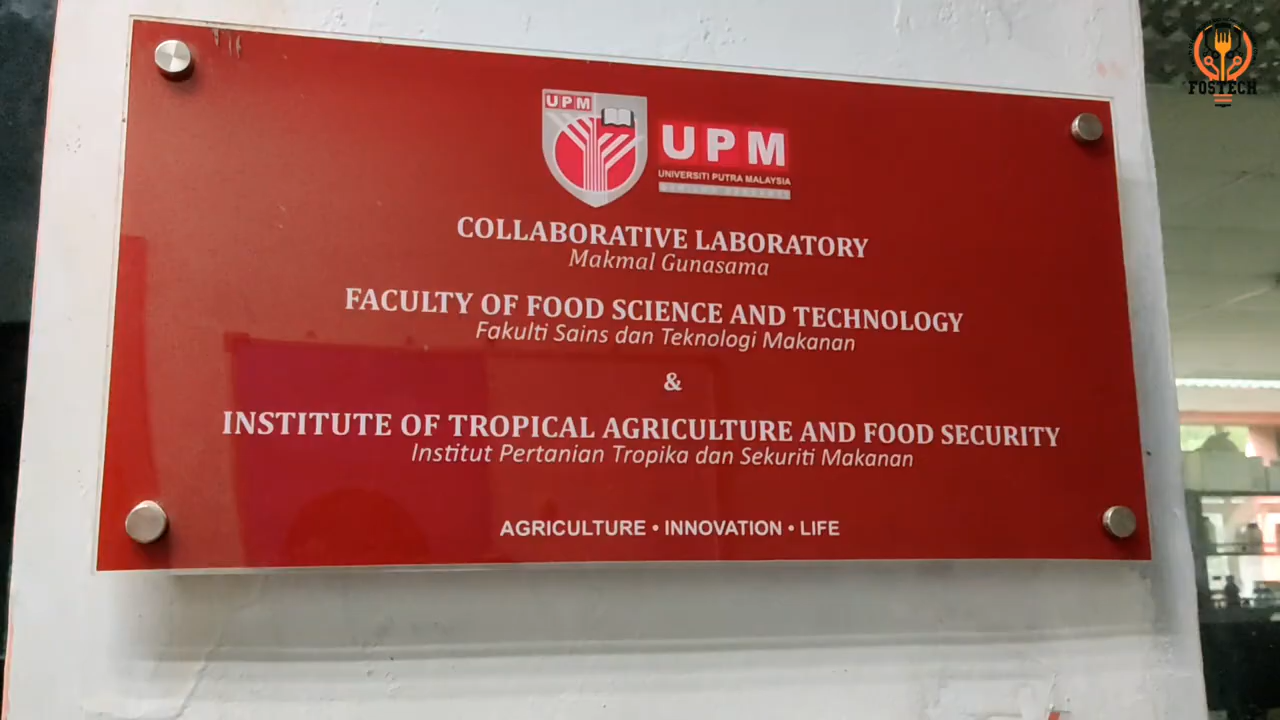 FOSTECH
UPM
UPM
UNIVERSITI PUTRA MALAYSIA
COLLABORATIVE LABORATORY
Makmal Gunasama
FACULTY OF FOOD SCIENCE AND TECHNOLOGY
Fakulti Sains dan Teknologi Makanan
&
INSTITUTE OF TROPICAL AGRICULTURE AND FOOD SECURITY
Institut Pertanian Tropika dan Sekuriti Makanan
AGRICULTURE • INNOVATION • LIFE